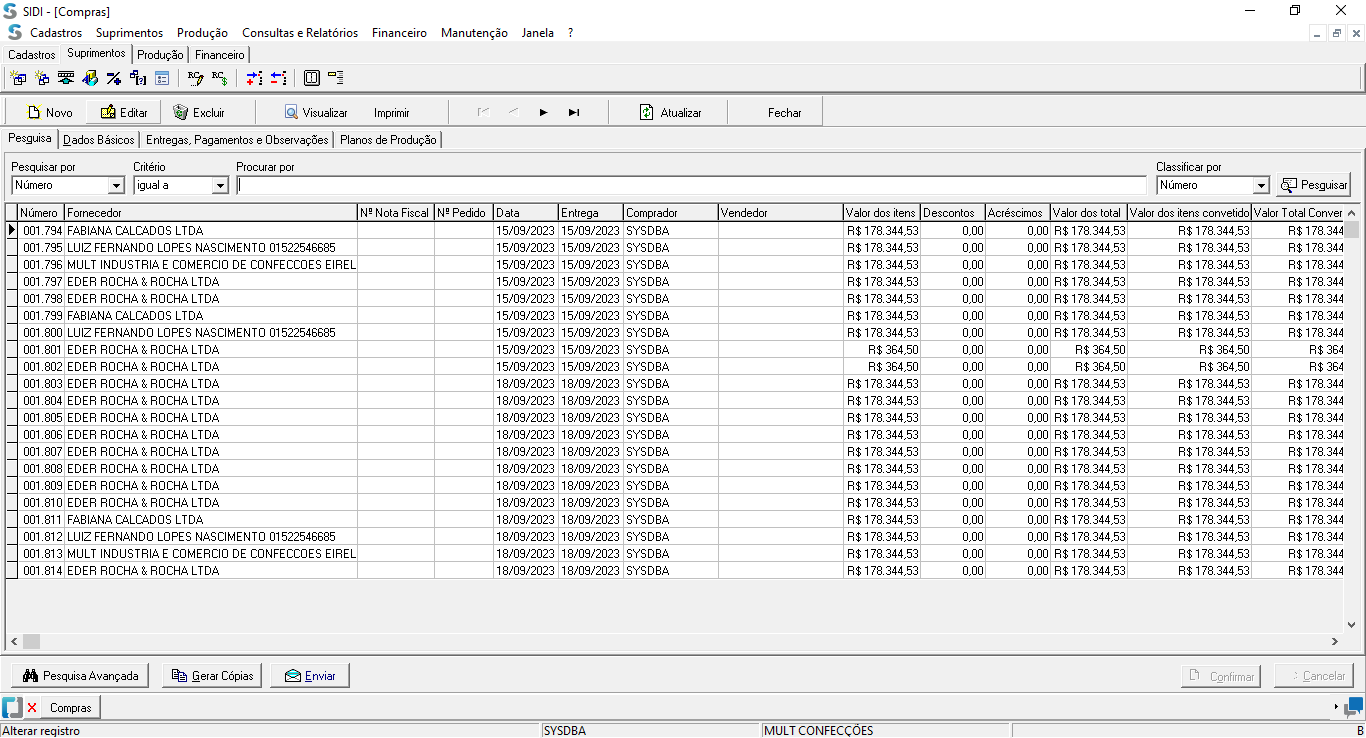 SIDI - [Compras]
Cadastros Suprimentos Produção Consultas e Relatórios Financeiro Manutenção Janela ?
Cadastros Suprimentos Produção Financeiro
Novo Editar Excluir Visualizar Imprimir Atualizar Fechar
Pesquisa Dados Básicos Entregas, Pagamentos e Observações Planos de Produção
Pesquisar por Critério Procurar por Classificar por
Número igual a Número Pesquisar
Número Fornecedor Nº Nota Fiscal Nº Pedido Data Entrega Comprador Vendedor Valor dos itens Descontos Acréscimos Valor dos total Valor dos itens convetido Valor Total Conver
001.794 FABIANA CALCADOS LTDA 15/09/2023 15/09/2023 SYSDBA R$ 178.344,53 0,00 0,00 R$ 178.344,53 R$ 178.344,53 R$ 178.344
001.795 LUIZ FERNANDO LOPES NASCIMENTO 01522546685 15/09/2023 15/09/2023 SYSDBA R$ 178.344,53 0,00 0,00 R$ 178.344,53 R$ 178.344,53 R$ 178.344
001.796 MULT INDUSTRIA E COMERCIO DE CONFECCOES EIREL 15/09/2023 15/09/2023 SYSDBA R$ 178.344,53 0,00 0,00 R$ 178.344,53 R$ 178.344,53 R$ 178.344
001.797 EDER ROCHA & ROCHA LTDA 15/09/2023 15/09/2023 SYSDBA R$ 178.344,53 0,00 0,00 R$ 178.344,53 R$ 178.344,53 R$ 178.344
001.798 EDER ROCHA & ROCHA LTDA 15/09/2023 15/09/2023 SYSDBA R$ 178.344,53 0,00 0,00 R$ 178.344,53 R$ 178.344,53 R$ 178.344
001.799 FABIANA CALCADOS LTDA 15/09/2023 15/09/2023 SYSDBA R$ 178.344,53 0,00 0,00 R$ 178.344,53 R$ 178.344,53 R$ 178.344
001.800 LUIZ FERNANDO LOPES NASCIMENTO 01522546685 15/09/2023 15/09/2023 SYSDBA R$ 178.344,53 0,00 0,00 R$ 178.344,53 R$ 178.344,53 R$ 178.344
001.801 EDER ROCHA & ROCHA LTDA 15/09/2023 15/09/2023 SYSDBA R$ 364,50 0,00 0,00 R$ 364,50 R$ 364,50 R$ 364
001.802 EDER ROCHA & ROCHA LTDA 15/09/2023 15/09/2023 SYSDBA R$ 364,50 0,00 0,00 R$ 364,50 R$ 364,50 R$ 364
001.803 EDER ROCHA & ROCHA LTDA 18/09/2023 18/09/2023 SYSDBA R$ 178.344,53 0,00 0,00 R$ 178.344,53 R$ 178.344,53 R$ 178.344
001.804 EDER ROCHA & ROCHA LTDA 18/09/2023 18/09/2023 SYSDBA R$ 178.344,53 0,00 0,00 R$ 178.344,53 R$ 178.344,53 R$ 178.344
001.805 EDER ROCHA & ROCHA LTDA 18/09/2023 18/09/2023 SYSDBA R$ 178.344,53 0,00 0,00 R$ 178.344,53 R$ 178.344,53 R$ 178.344
001.806 EDER ROCHA & ROCHA LTDA 18/09/2023 18/09/2023 SYSDBA R$ 178.344,53 0,00 0,00 R$ 178.344,53 R$ 178.344,53 R$ 178.344
001.807 EDER ROCHA & ROCHA LTDA 18/09/2023 18/09/2023 SYSDBA R$ 178.344,53 0,00 0,00 R$ 178.344,53 R$ 178.344,53 R$ 178.344
001.808 EDER ROCHA & ROCHA LTDA 18/09/2023 18/09/2023 SYSDBA R$ 178.344,53 0,00 0,00 R$ 178.344,53 R$ 178.344,53 R$ 178.344
001.809 EDER ROCHA & ROCHA LTDA 18/09/2023 18/09/2023 SYSDBA R$ 178.344,53 0,00 0,00 R$ 178.344,53 R$ 178.344,53 R$ 178.344
001.810 EDER ROCHA & ROCHA LTDA 18/09/2023 18/09/2023 SYSDBA R$ 178.344,53 0,00 0,00 R$ 178.344,53 R$ 178.344,53 R$ 178.344
001.811 FABIANA CALCADOS LTDA 18/09/2023 18/09/2023 SYSDBA R$ 178.344,53 0,00 0,00 R$ 178.344,53 R$ 178.344,53 R$ 178.344
001.812 LUIZ FERNANDO LOPES NASCIMENTO 01522546685 18/09/2023 18/09/2023 SYSDBA R$ 178.344,53 0,00 0,00 R$ 178.344,53 R$ 178.344,53 R$ 178.344
001.813 MULT INDUSTRIA E COMERCIO DE CONFECCOES EIREL 18/09/2023 18/09/2023 SYSDBA R$ 178.344,53 0,00 0,00 R$ 178.344,53 R$ 178.344,53 R$ 178.344
001.814 EDER ROCHA & ROCHA LTDA 18/09/2023 18/09/2023 SYSDBA R$ 178.344,53 0,00 0,00 R$ 178.344,53 R$ 178.344,53 R$ 178.344
Pesquisa Avançada Gerar Cópias Enviar Confirmar Cancelar
Compras
Alterar registro SYSDBA MULT CONFECÇÕES B